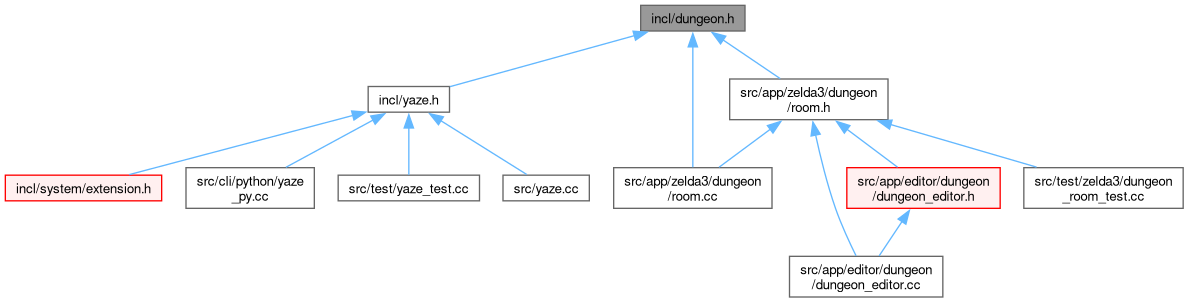 incl/dungeon.h
incl/yaze.h
src/app/zelda3/dungeon
/room.h
incl/system/extension.h
src/cli/python/yaze
_py.cc
src/test/yaze_test.cc
src/yaze.cc
src/app/zelda3/dungeon
/room.cc
src/app/editor/dungeon
/dungeon_editor.h
src/test/zelda3/dungeon
_room_test.cc
src/app/editor/dungeon
/dungeon_editor.cc